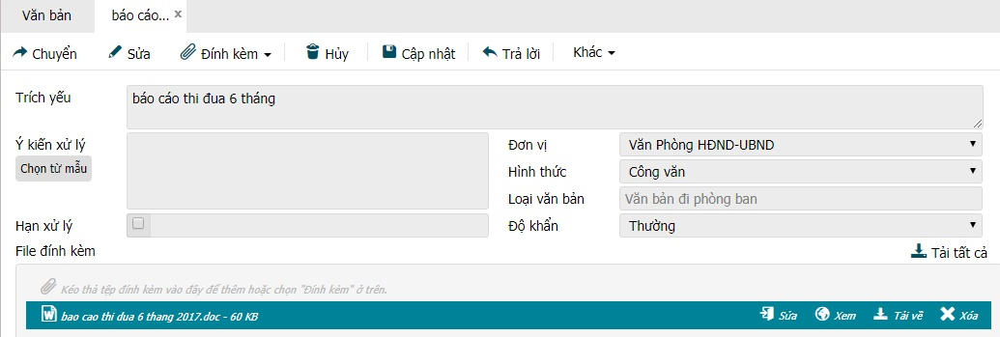 Văn bản báo cáo... x
Chuyển Sửa Đính kèm Hủy Cập nhật Trả lời Khác
Trích yếu báo cáo thi đua 6 tháng
Ý kiến xử lý Đơn vị Văn Phòng HĐND-UBND
Chọn từ mẫu Hình thức Công văn
Loại văn bản Văn bản đi phòng ban
Hạn xử lý Độ khẩn Thường
File đính kèm Tải tất cả
Kéo thả tệp đính kèm vào đây để thêm hoặc chọn "Đính kèm" ở trên.
bao cao thi dua 6 thang 2017.doc - 60 KB Sửa Xem Tải về Xóa